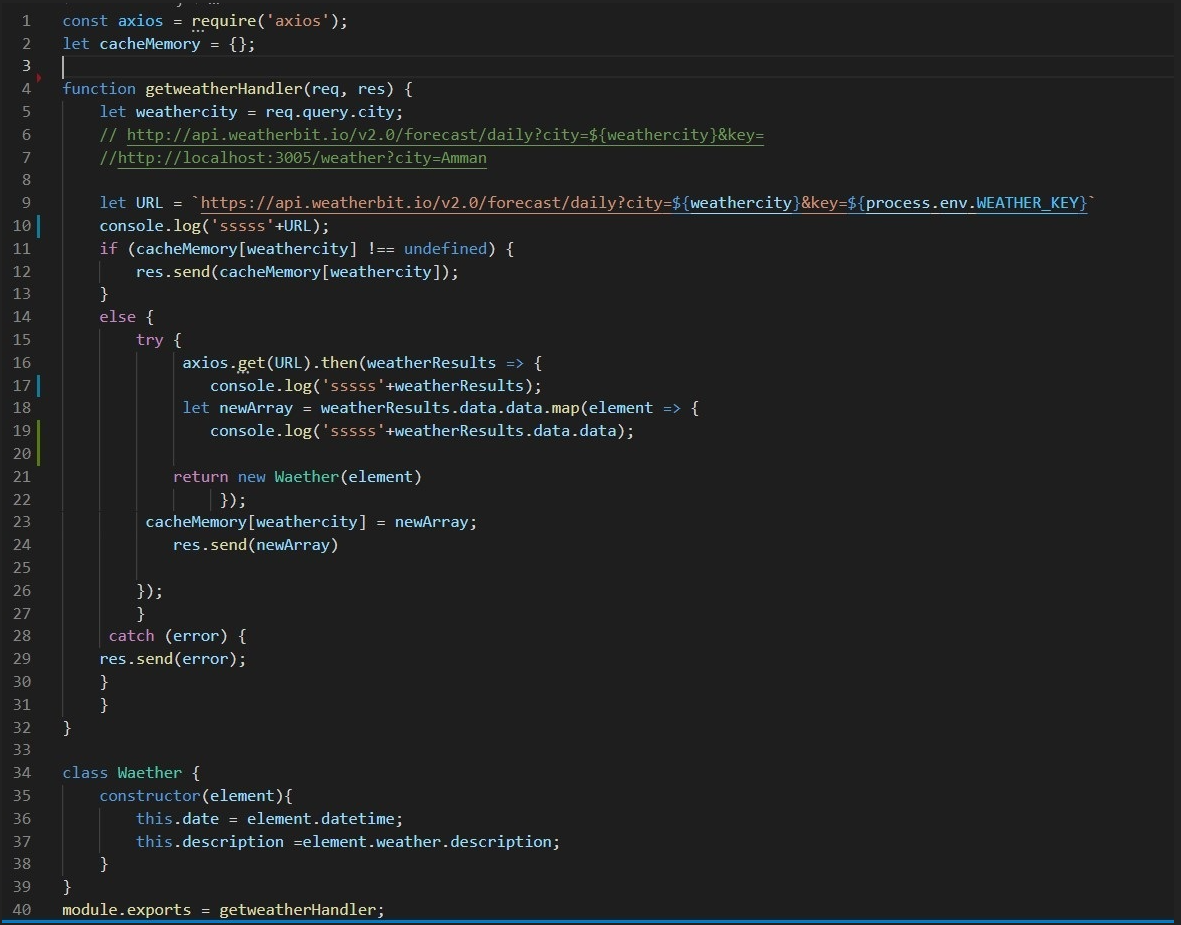 1 const axios = require('axios');
2 let cacheMemory = {};
3
4 function getweatherHandler(req, res) {
5 let weathercity = req.query.city;
6 // http://api.weatherbit.io/v2.0/forecast/daily?city=${weathercity}&key=
7 //http://localhost:3005/weather?city=Amman
8
9 let URL = `https://api.weatherbit.io/v2.0/forecast/daily?city=${weathercity}&key=${process.env.WEATHER_KEY}`
10 console.log('sssss'+URL);
11 if (cacheMemory[weathercity] !== undefined) {
12 res.send(cacheMemory[weathercity]);
13 }
14 else {
15 try {
16 axios.get(URL).then(weatherResults => {
17 console.log('sssss'+weatherResults);
18 let newArray = weatherResults.data.data.map(element => {
19 console.log('sssss'+weatherResults.data.data);
20
21 return new Waether(element)
22 });
23 cacheMemory[weathercity] = newArray;
24 res.send(newArray)
25
26 });
27 }
28 catch (error) {
29 res.send(error);
30 }
31 }
32 }
33
34 class Waether {
35 constructor(element){
36 this.date = element.datetime;
37 this.description =element.weather.description;
38 }
39 }
40 module.exports = getweatherHandler;